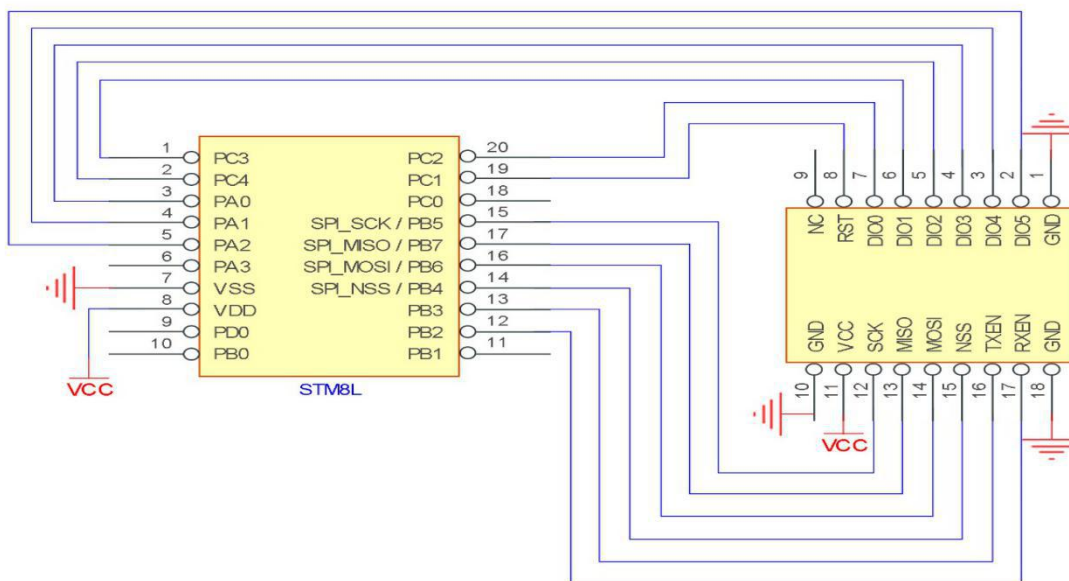 1 PC3 PC2 20
2 PC4 PC1 19
3 PA0 PC0 18
4 PA1 SPI_SCK / PB5 15
5 PA2 SPI_MISO / PB7 17
6 PA3 SPI_MOSI / PB6 16
7 VSS SPI_NSS / PB4 14
8 VDD PB3 13
9 PD0 PB2 12
10 PB0 PB1 11
VCC
STM8L
9 8 7 6 5 4 3 2 1
NC RST DIO0 DIO1 DIO2 DIO3 DIO4 DIO5 GND
GND VCC SCK MISO MOSI NSS TXEN RXEN GND
10 11 12 13 14 15 16 17 18
VCC